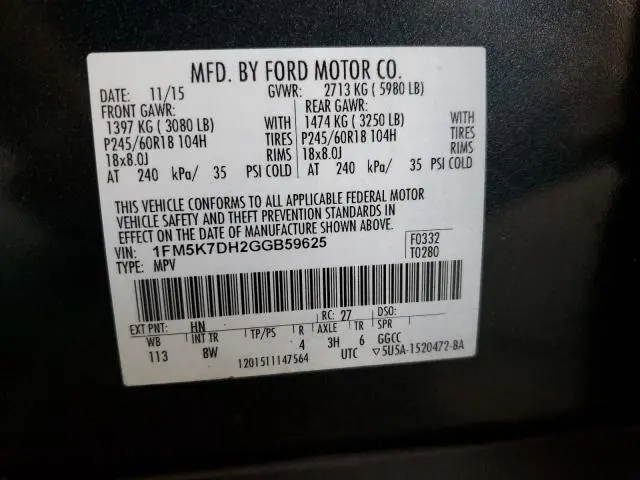 MFD. BY FORD MOTOR CO.
DATE: 11/15 GVWR: 2713 KG ( 5980 LB)
FRONT GAWR: REAR GAWR:
1397 KG ( 3080 LB) WITH 1474 KG ( 3250 LB) WITH
P245/60R18 104H TIRES P245/60R18 104H TIRES
18x8.0J RIMS 18x8.0J RIMS
AT 240 kPa/ 35 PSI COLD AT 240 kPa/ 35 PSI COLD
THIS VEHICLE CONFORMS TO ALL APPLICABLE FEDERAL MOTOR
VEHICLE SAFETY AND THEFT PREVENTION STANDARDS IN
EFFECT ON THE DATE OF MANUFACTURE SHOWN ABOVE.
VIN: 1FM5K7DH2GGB59625 F0332
TYPE: MPV T0280
EXT PNT: HN RC: 27 DSO:
WB INT TR TP/PS R AXLE TR SPR
113 8W 4 3H 6 GGCC
1201511147564 UTC ▽5U5A-1520472-BA